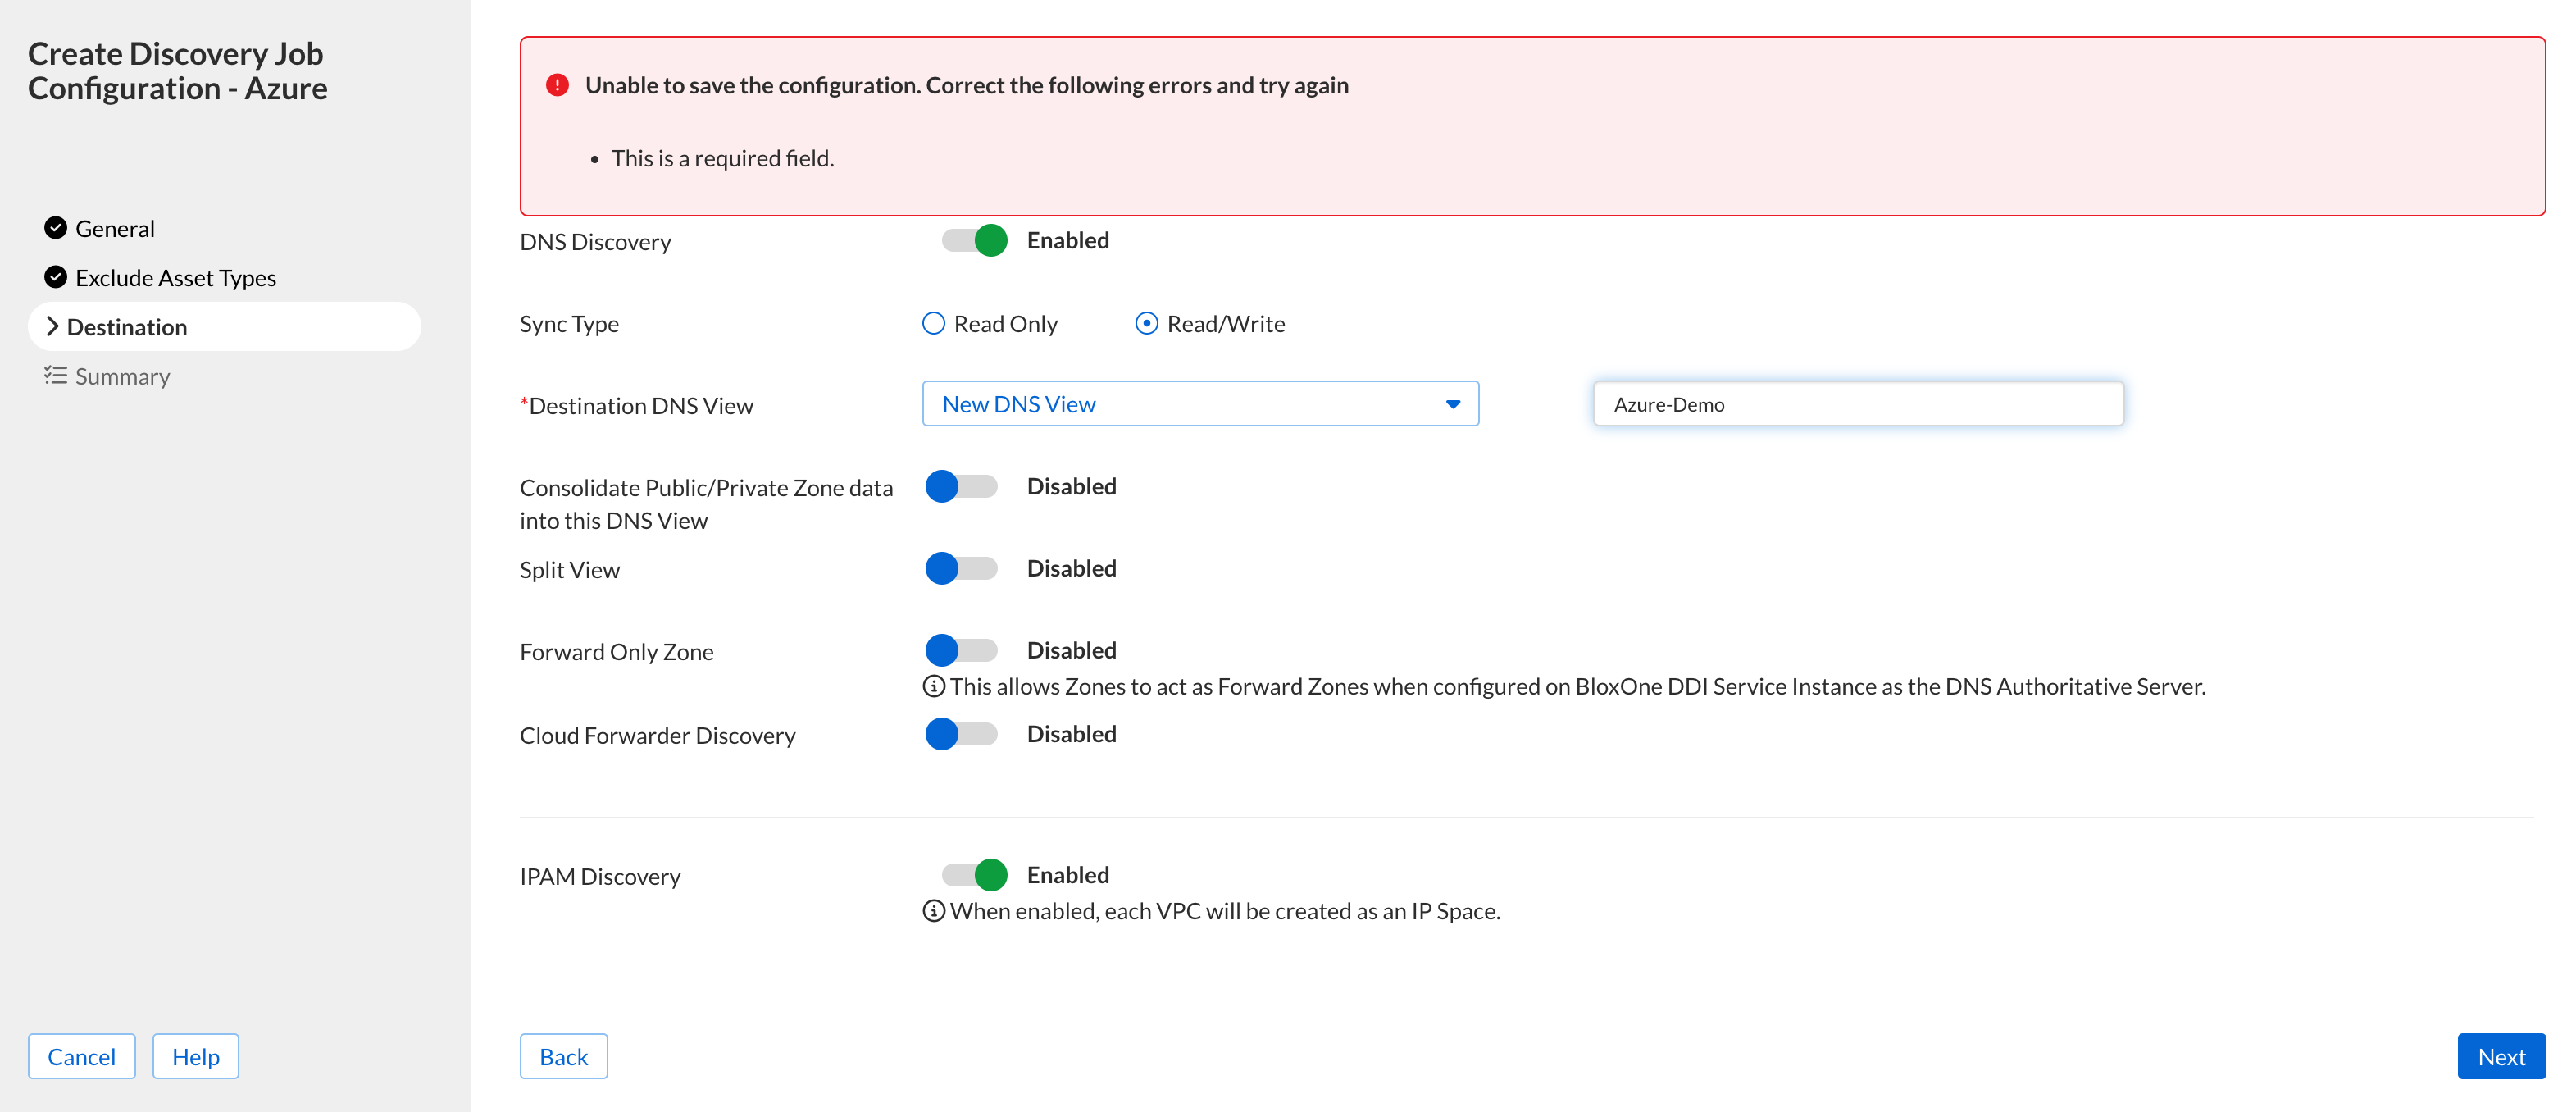 Create Discovery Job
Configuration - Azure
General
Exclude Asset Types
Destination
Summary
Cancel
Help
Unable to save the configuration. Correct the following errors and try again
• This is a required field.
DNS Discovery
Enabled
Sync Type
Read Only
Read/Write
*Destination DNS View
New DNS View
Azure-Demo
Consolidate Public/Private Zone data
into this DNS View
Disabled
Split View
Disabled
Forward Only Zone
Disabled
This allows Zones to act as Forward Zones when configured on BloxOne DDI Service Instance as the DNS Authoritative Server.
Cloud Forwarder Discovery
Disabled
IPAM Discovery
Enabled
When enabled, each VPC will be created as an IP Space.
Back
Next